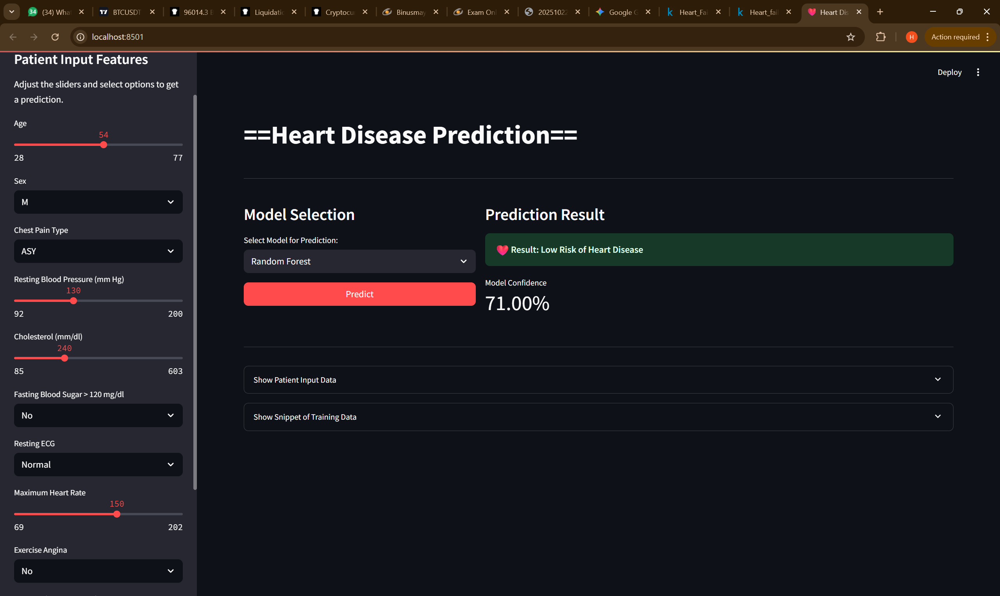 34 (34) What
BTCUSDT
96014.3 B
Liquidatio
Cryptocur
Binusmay
Exam Onl
20251022
Google G
Heart_Fai
Heart_fail
Heart Dis
localhost:8501
H
Action required
Patient Input Features
Adjust the sliders and select options to get
a prediction.
Age
54
28 77
Sex
M
Chest Pain Type
ASY
Resting Blood Pressure (mm Hg)
130
92 200
Cholesterol (mm/dl)
240
85 603
Fasting Blood Sugar > 120 mg/dl
No
Resting ECG
Normal
Maximum Heart Rate
150
69 202
Exercise Angina
No
Deploy
==Heart Disease Prediction==
Model Selection
Select Model for Prediction:
Random Forest
Predict
Prediction Result
Result: Low Risk of Heart Disease
Model Confidence
71.00%
Show Patient Input Data
Show Snippet of Training Data